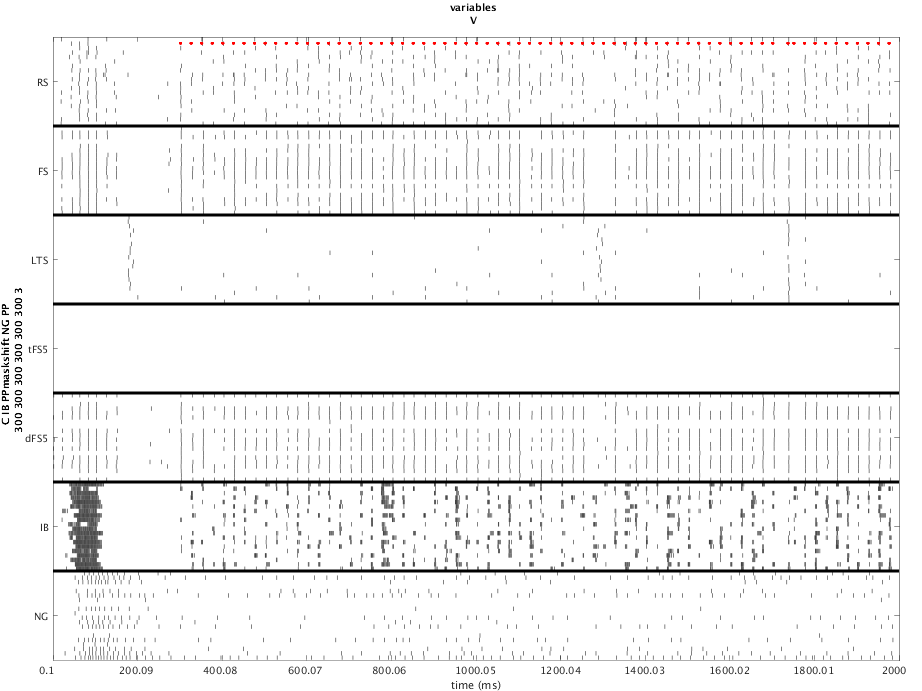 variables
V
RS
FS
LTS
tFS5
dFS5
IB
NG
C IB PPmaskshift NG PP
300 300 300 300 300 300 3
0.1 200.09 400.08 600.07 800.06 1000.05 1200.04 1400.03 1600.02 1800.01 2000
time (ms)